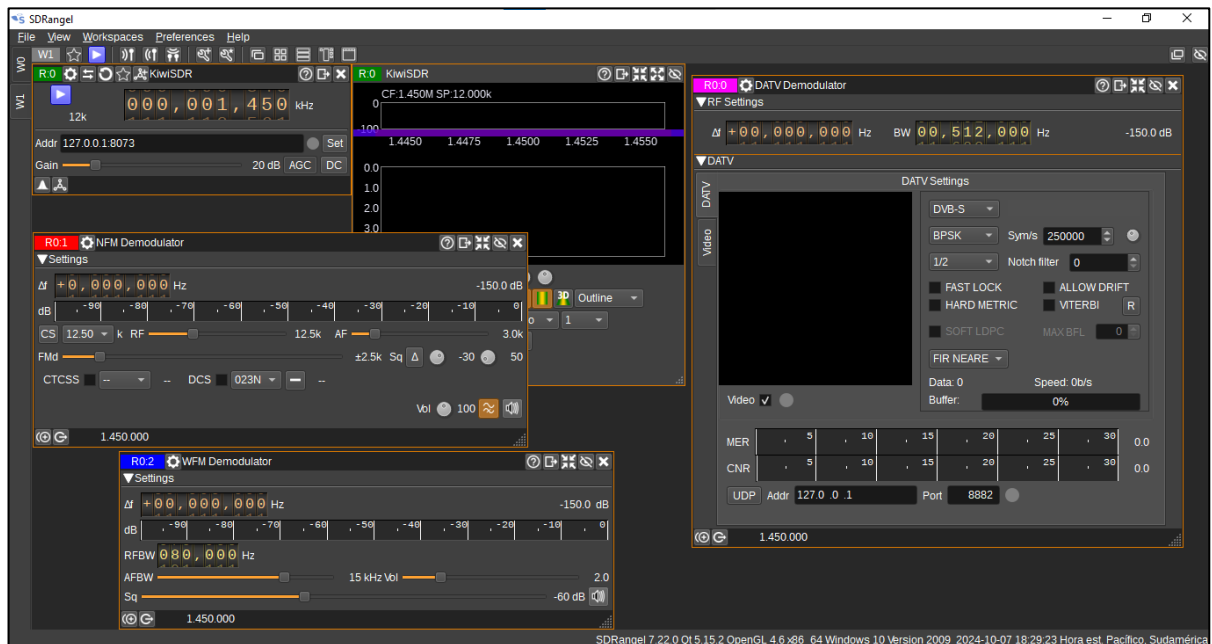 SDRangel
File View Workspaces Preferences Help
W1
W0
W1
R:0 KiwiSDR
000,001,450 kHz
12k
Addr 127.0.0.1:8073 Set
Gain 20 dB AGC DC
R:0 KiwiSDR
CF:1.450M SP:12.000k
0
100
1.4450 1.4475 1.4500 1.4525 1.4550
0.0
1.0
2.0
3.0
3D Outline
1
R0:1 NFM Demodulator
Settings
Δf +0,000,000 Hz -150.0 dB
dB -90 -80 -70 -60 -50 -40 -30 -20 -10 0
CS 12.50 k RF 12.5k AF 3.0k
FMd ±2.5k Sq Δ -30 50
CTCSS -- -- DCS 023N --
Vol 100
1.450.000
R0:2 WFM Demodulator
Settings
Δf +00,000,000 Hz -150.0 dB
dB -90 -80 -70 -60 -50 -40 -30 -20 -10 0
RFBW 080,000 Hz
AFBW 15 kHz Vol 2.0
Sq -60 dB
1.450.000
R0.0 DATV Demodulator
RF Settings
Δf +00,000,000 Hz BW 00,512,000 Hz -150.0 dB
DATV
DATV
Video
DATV Settings
DVB-S
BPSK Sym/s 250000
1/2 Notch filter 0
FAST LOCK ALLOW DRIFT
HARD METRIC VITERBI R
SOFT LDPC MAX BFL 0
FIR NEARE
Data: 0 Speed: 0b/s
Video Buffer: 0%
MER 5 10 15 20 25 30 0.0
CNR 5 10 15 20 25 30 0.0
UDP Addr 127.0 .0 .1 Port 8882
1.450.000
SDRangel 7.22.0 Qt 5.15.2 OpenGL 4.6 x86_64 Windows 10 Version 2009 2024-10-07 18:29:23 Hora est. Pacífico, Sudamérica